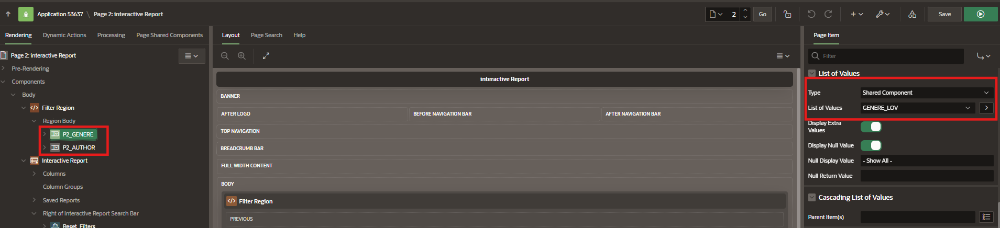 Application 53637 \ Page 2: interactive Report
2
Go
Save
Rendering
Dynamic Actions
Processing
Page Shared Components
Page 2: interactive Report
Pre-Rendering
Components
Body
Filter Region
Region Body
P2_GENERE
P2_AUTHOR
Interactive Report
Columns
Column Groups
Saved Reports
Right of Interactive Report Search Bar
Reset_Filters
Layout
Page Search
Help
interactive Report
BANNER
AFTER LOGO
BEFORE NAVIGATION BAR
AFTER NAVIGATION BAR
TOP NAVIGATION
BREADCRUMB BAR
FULL WIDTH CONTENT
BODY
Filter Region
PREVIOUS
Page Item
Filter
List of Values
Type
Shared Component
List of Values
GENERE_LOV
Display Extra
Values
Display Null Value
Null Display Value
- Show All -
Null Return Value
Cascading List of Values
Parent Item(s)